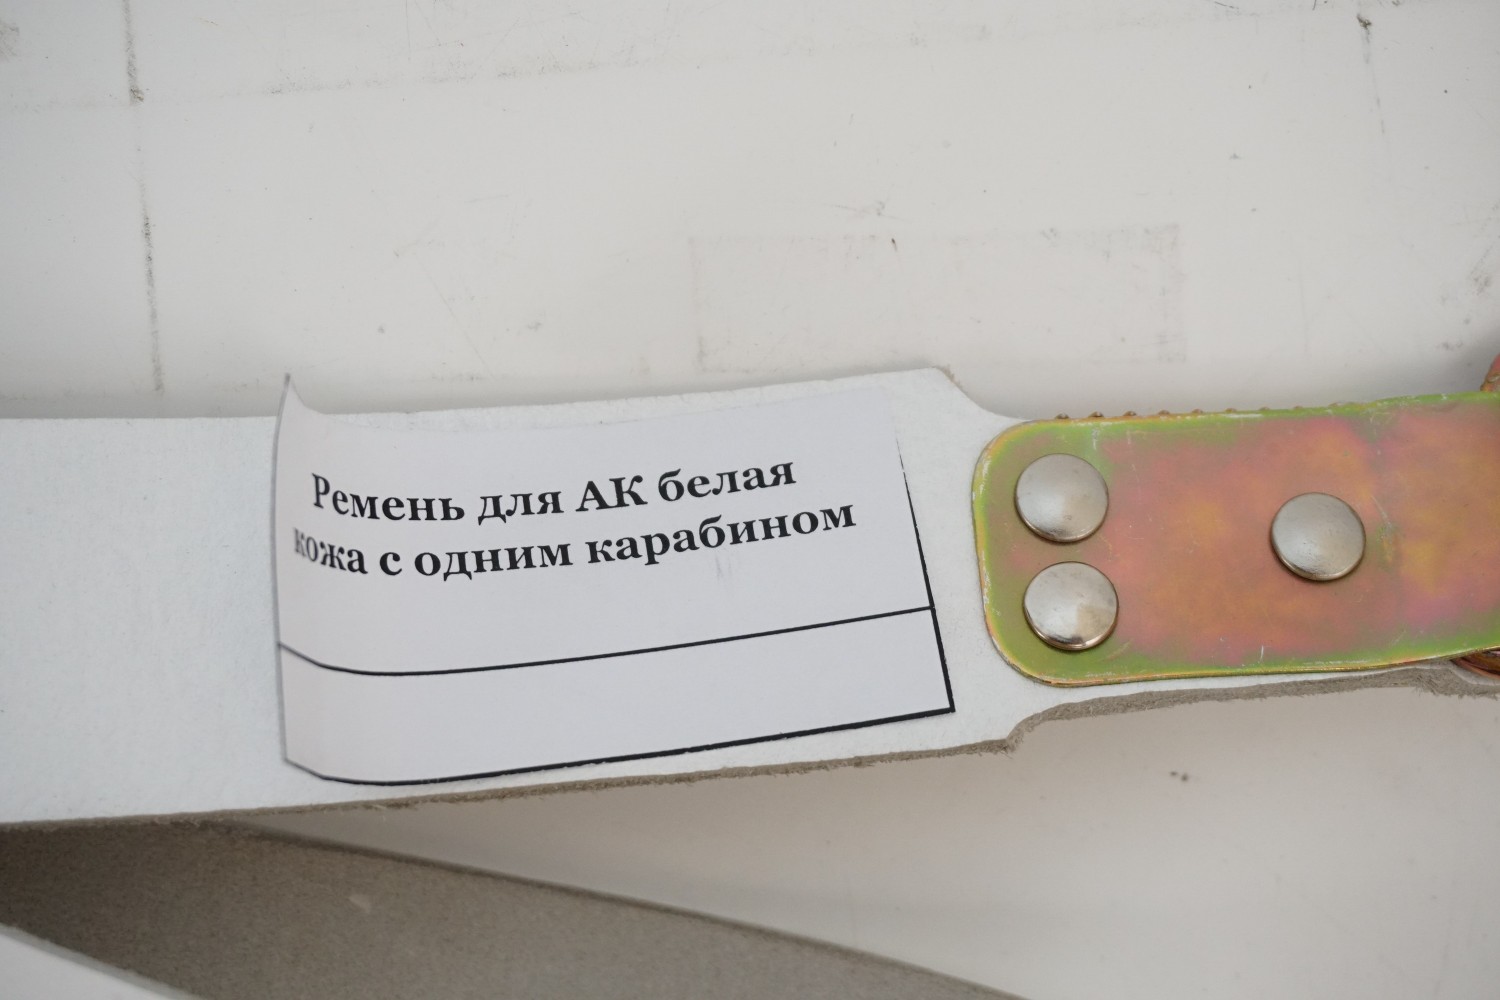 Ремень для АК белая
кожа с одним карабином